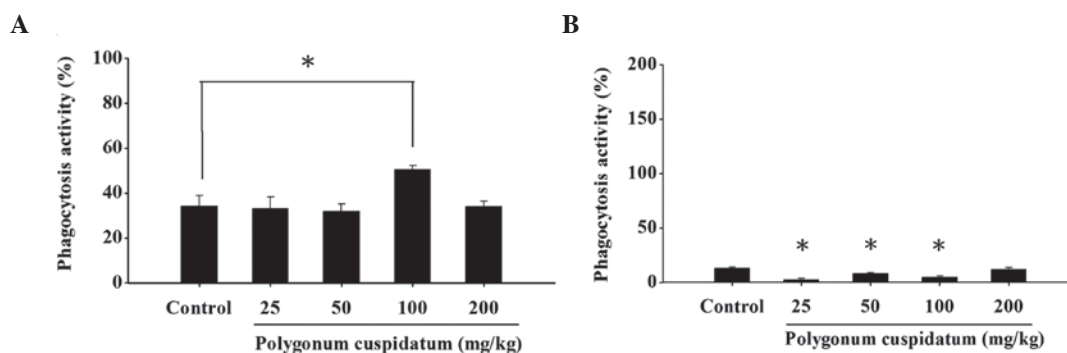 A
Phagocytosis activity (%)
100
80
60
40
20
0
*
Control 25 50 100 200
Polygonum cuspidatum (mg/kg)
B
Phagocytosis activity (%)
200
150
100
50
0
* * *
Control 25 50 100 200
Polygonum cuspidatum (mg/kg)